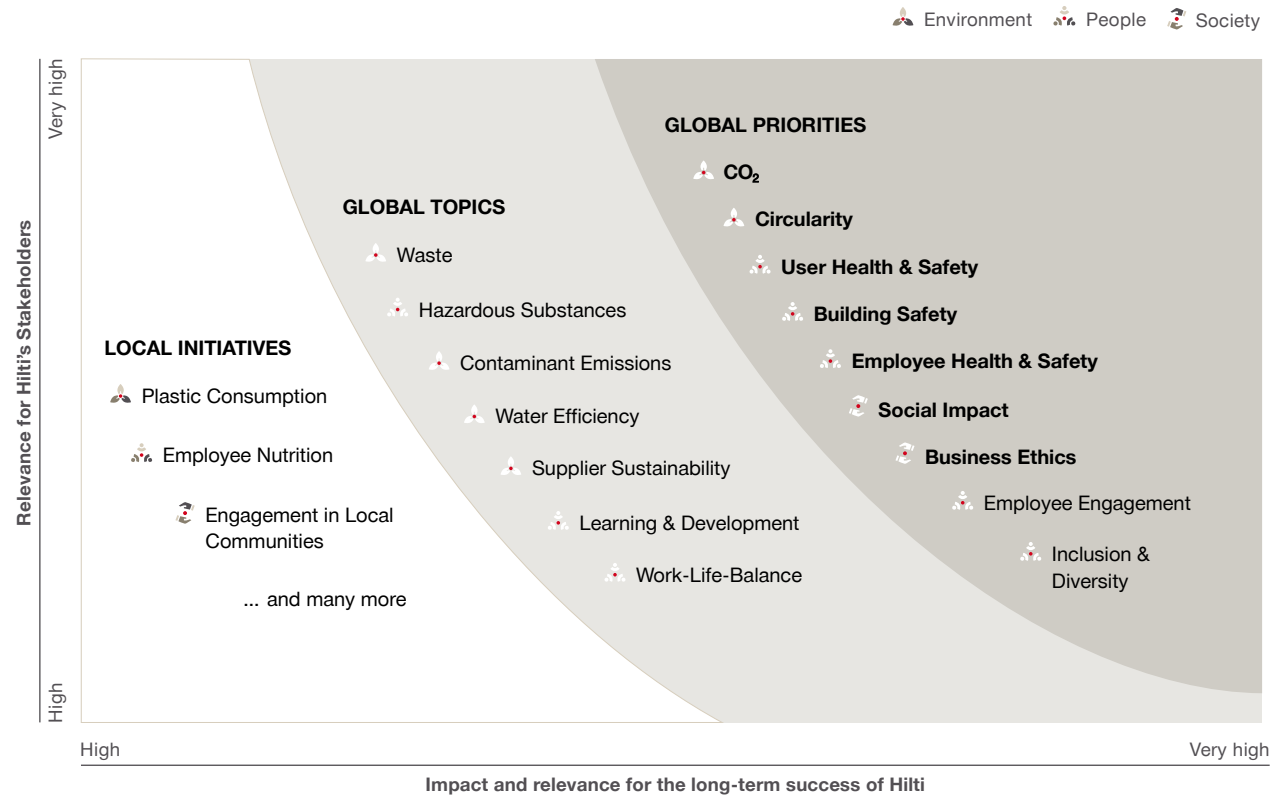 Environment People Society
Very high
Relevance for Hilti's Stakeholders
High
LOCAL INITIATIVES
Plastic Consumption
Employee Nutrition
Engagement in Local
Communities
... and many more
GLOBAL TOPICS
Waste
Hazardous Substances
Contaminant Emissions
Water Efficiency
Supplier Sustainability
Learning & Development
Work-Life-Balance
GLOBAL PRIORITIES
CO₂
Circularity
User Health & Safety
Building Safety
Employee Health & Safety
Social Impact
Business Ethics
Employee Engagement
Inclusion &
Diversity
High Very high
Impact and relevance for the long-term success of Hilti